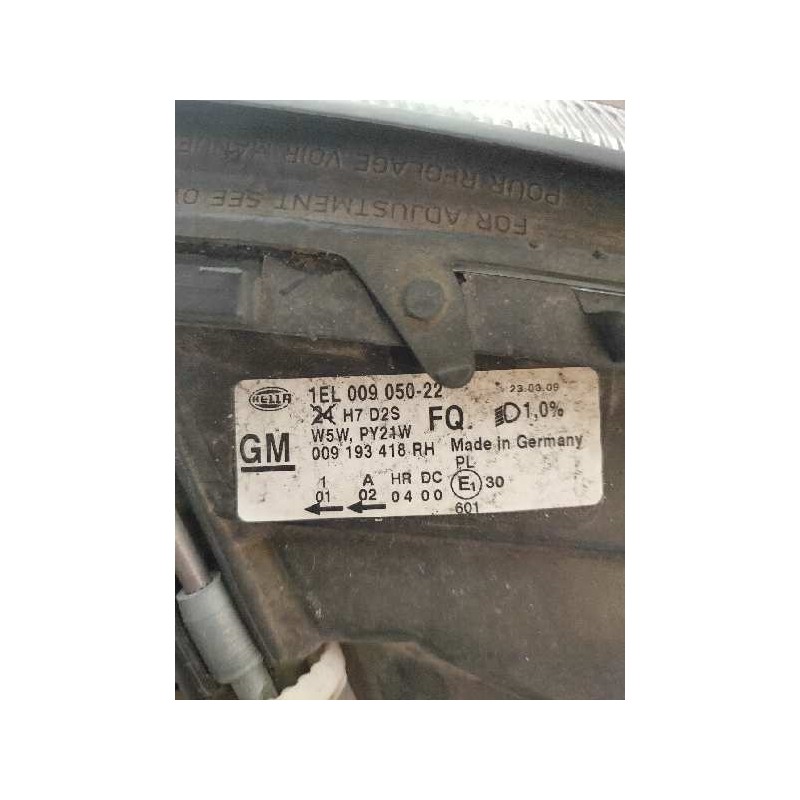 POUR REGLAGE VOIR
FOR ADJUSTMENT SEE
HELLA
1EL 009 050-22
23.03.09
24 H7 D2S
FQ.
1,0%
W5W, PY21W
GM
009 193 418 RH
Made in Germany
PL
1 A HR DC
E1 30
01 02 04 00
601